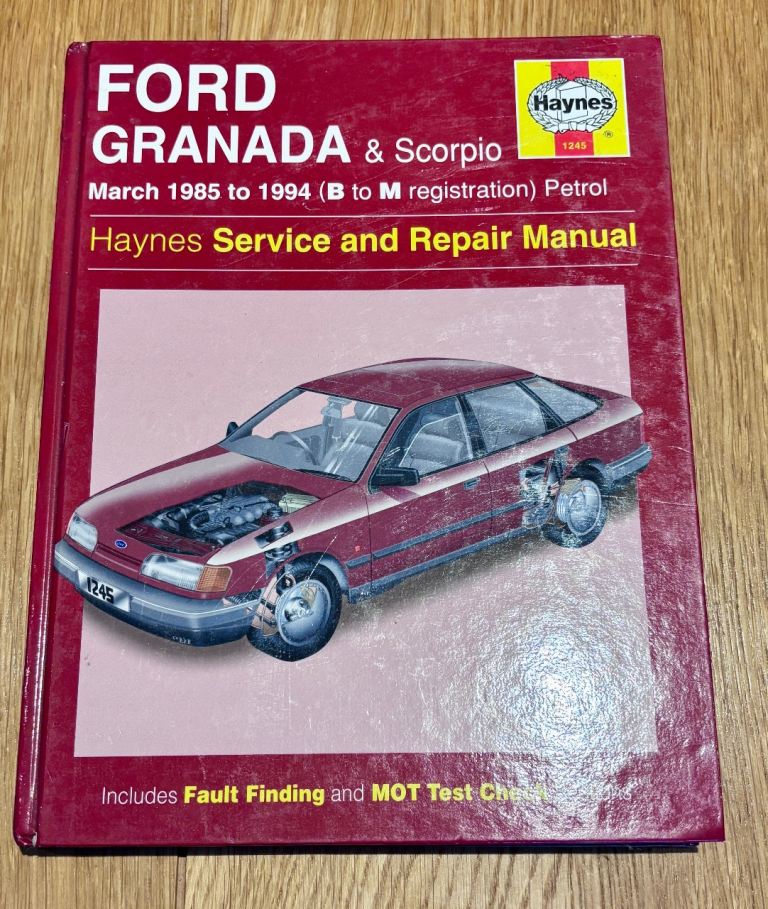 FORD
GRANADA & Scorpio
Haynes
®
1245
March 1985 to 1994 (B to M registration) Petrol
Haynes Service and Repair Manual
Ford
1245
Includes Fault Finding and MOT Test Check